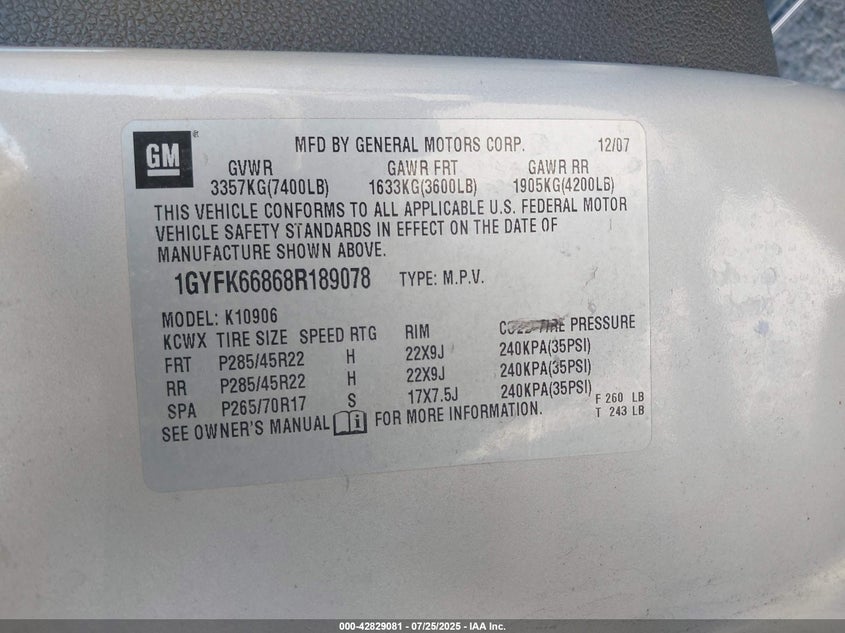 GM
MFD BY GENERAL MOTORS CORP. 12/07
GVWR GAWR FRT GAWR RR
3357KG(7400LB) 1633KG(3600LB) 1905KG(4200LB)
THIS VEHICLE CONFORMS TO ALL APPLICABLE U.S. FEDERAL MOTOR
VEHICLE SAFETY STANDARDS IN EFFECT ON THE DATE OF
MANUFACTURE SHOWN ABOVE.
1GYFK66868R189078 TYPE: M.P.V.
MODEL: K10906
KCWX TIRE SIZE SPEED RTG RIM COLD TIRE PRESSURE
FRT P285/45R22 H 22X9J 240KPA(35PSI)
RR P285/45R22 H 22X9J 240KPA(35PSI)
SPA P265/70R17 S 17X7.5J 240KPA(35PSI)
F 260 LB
T 243 LB
SEE OWNER'S MANUAL FOR MORE INFORMATION.
000-42829081 - 07/25/2025 - IAA Inc.